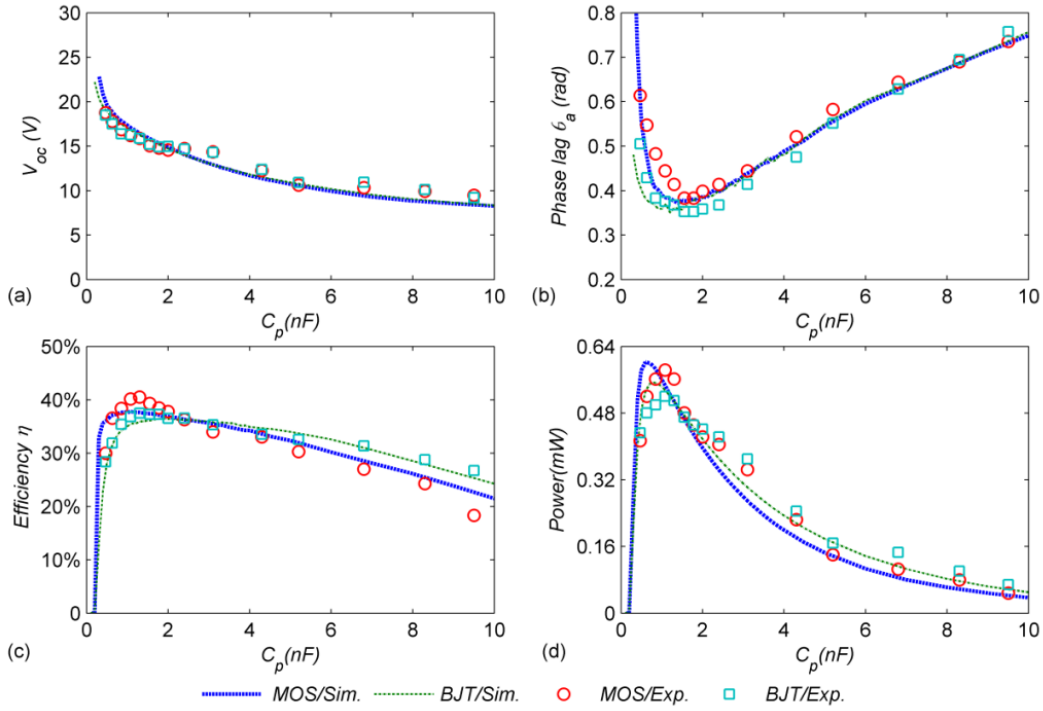 30
25
20
15
10
5
0
V_oc (V)
0 2 4 6 8 10
(a)
C_p(nF)
0.8
0.7
0.6
0.5
0.4
0.3
0.2
Phase lag ϐ_a (rad)
0 2 4 6 8 10
(b)
C_p(nF)
50%
40%
30%
20%
10%
0%
Efficiency η
0 2 4 6 8 10
(c)
C_p(nF)
0.64
0.48
0.32
0.16
0
Power(mW)
0 2 4 6 8 10
(d)
C_p(nF)
MOS/Sim. BJT/Sim. MOS/Exp. BJT/Exp.